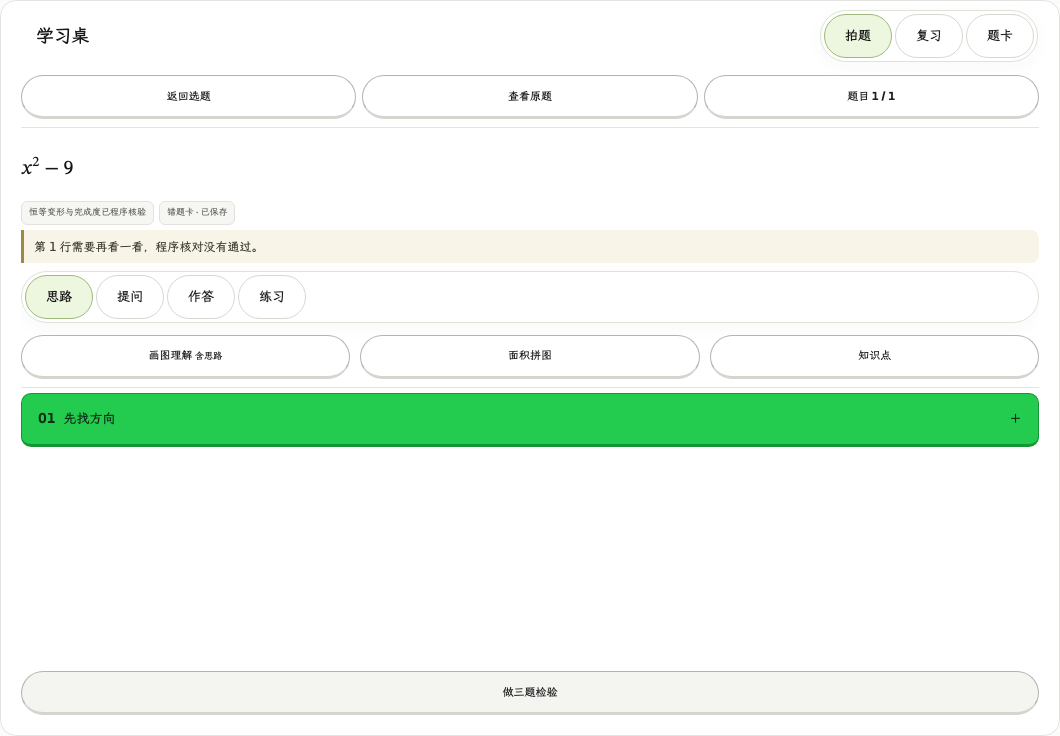 学习桌
拍题 复习 题卡
返回选题 查看原题 题目 1 / 1
x² − 9
恒等变形与完成度已程序核验 错题卡 · 已保存
第 1 行需要再看一看，程序核对没有通过。
思路 提问 作答 练习
画图理解 含思路 面积拼图 知识点
01 先找方向 +
做三题检验